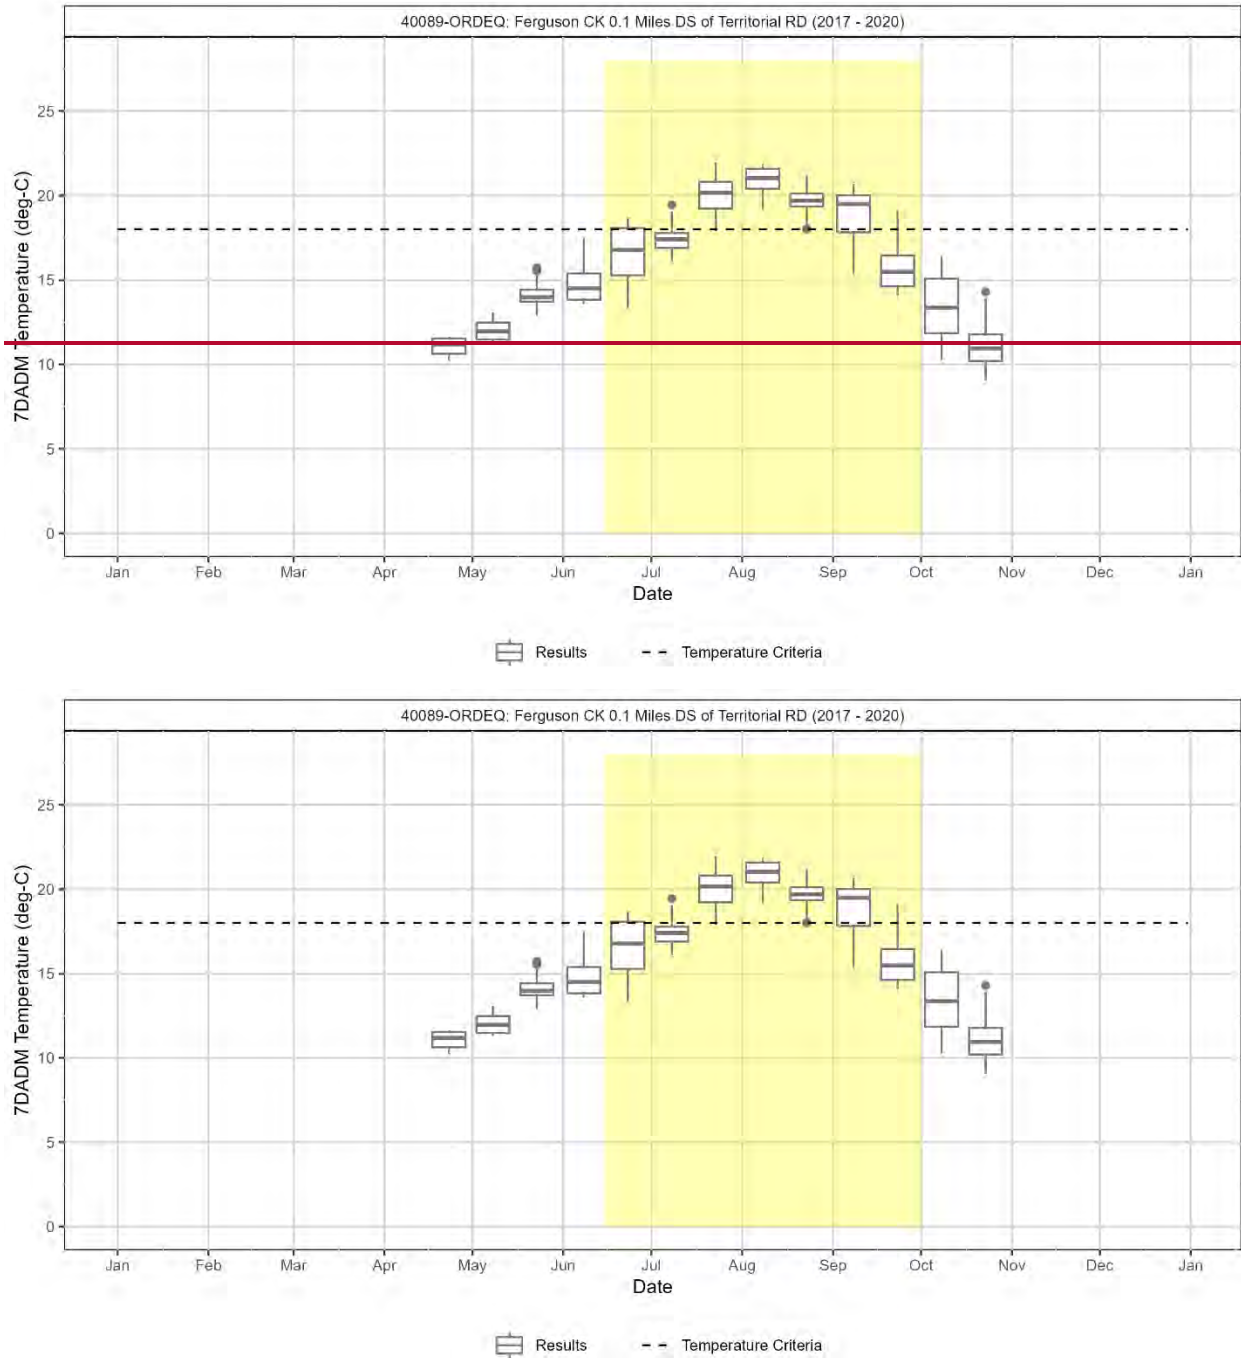 40089-ORDEQ: Ferguson CK 0.1 Miles DS of Territorial RD (2017 - 2020)
7DADM Temperature (deg-C)
25
20
15
10
5
0
Jan Feb Mar Apr May Jun Jul Aug Sep Oct Nov Dec Jan
Date
Results Temperature Criteria
40089-ORDEQ: Ferguson CK 0.1 Miles DS of Territorial RD (2017 - 2020)
7DADM Temperature (deg-C)
25
20
15
10
5
0
Jan Feb Mar Apr May Jun Jul Aug Sep Oct Nov Dec Jan
Date
Results Temperature Criteria